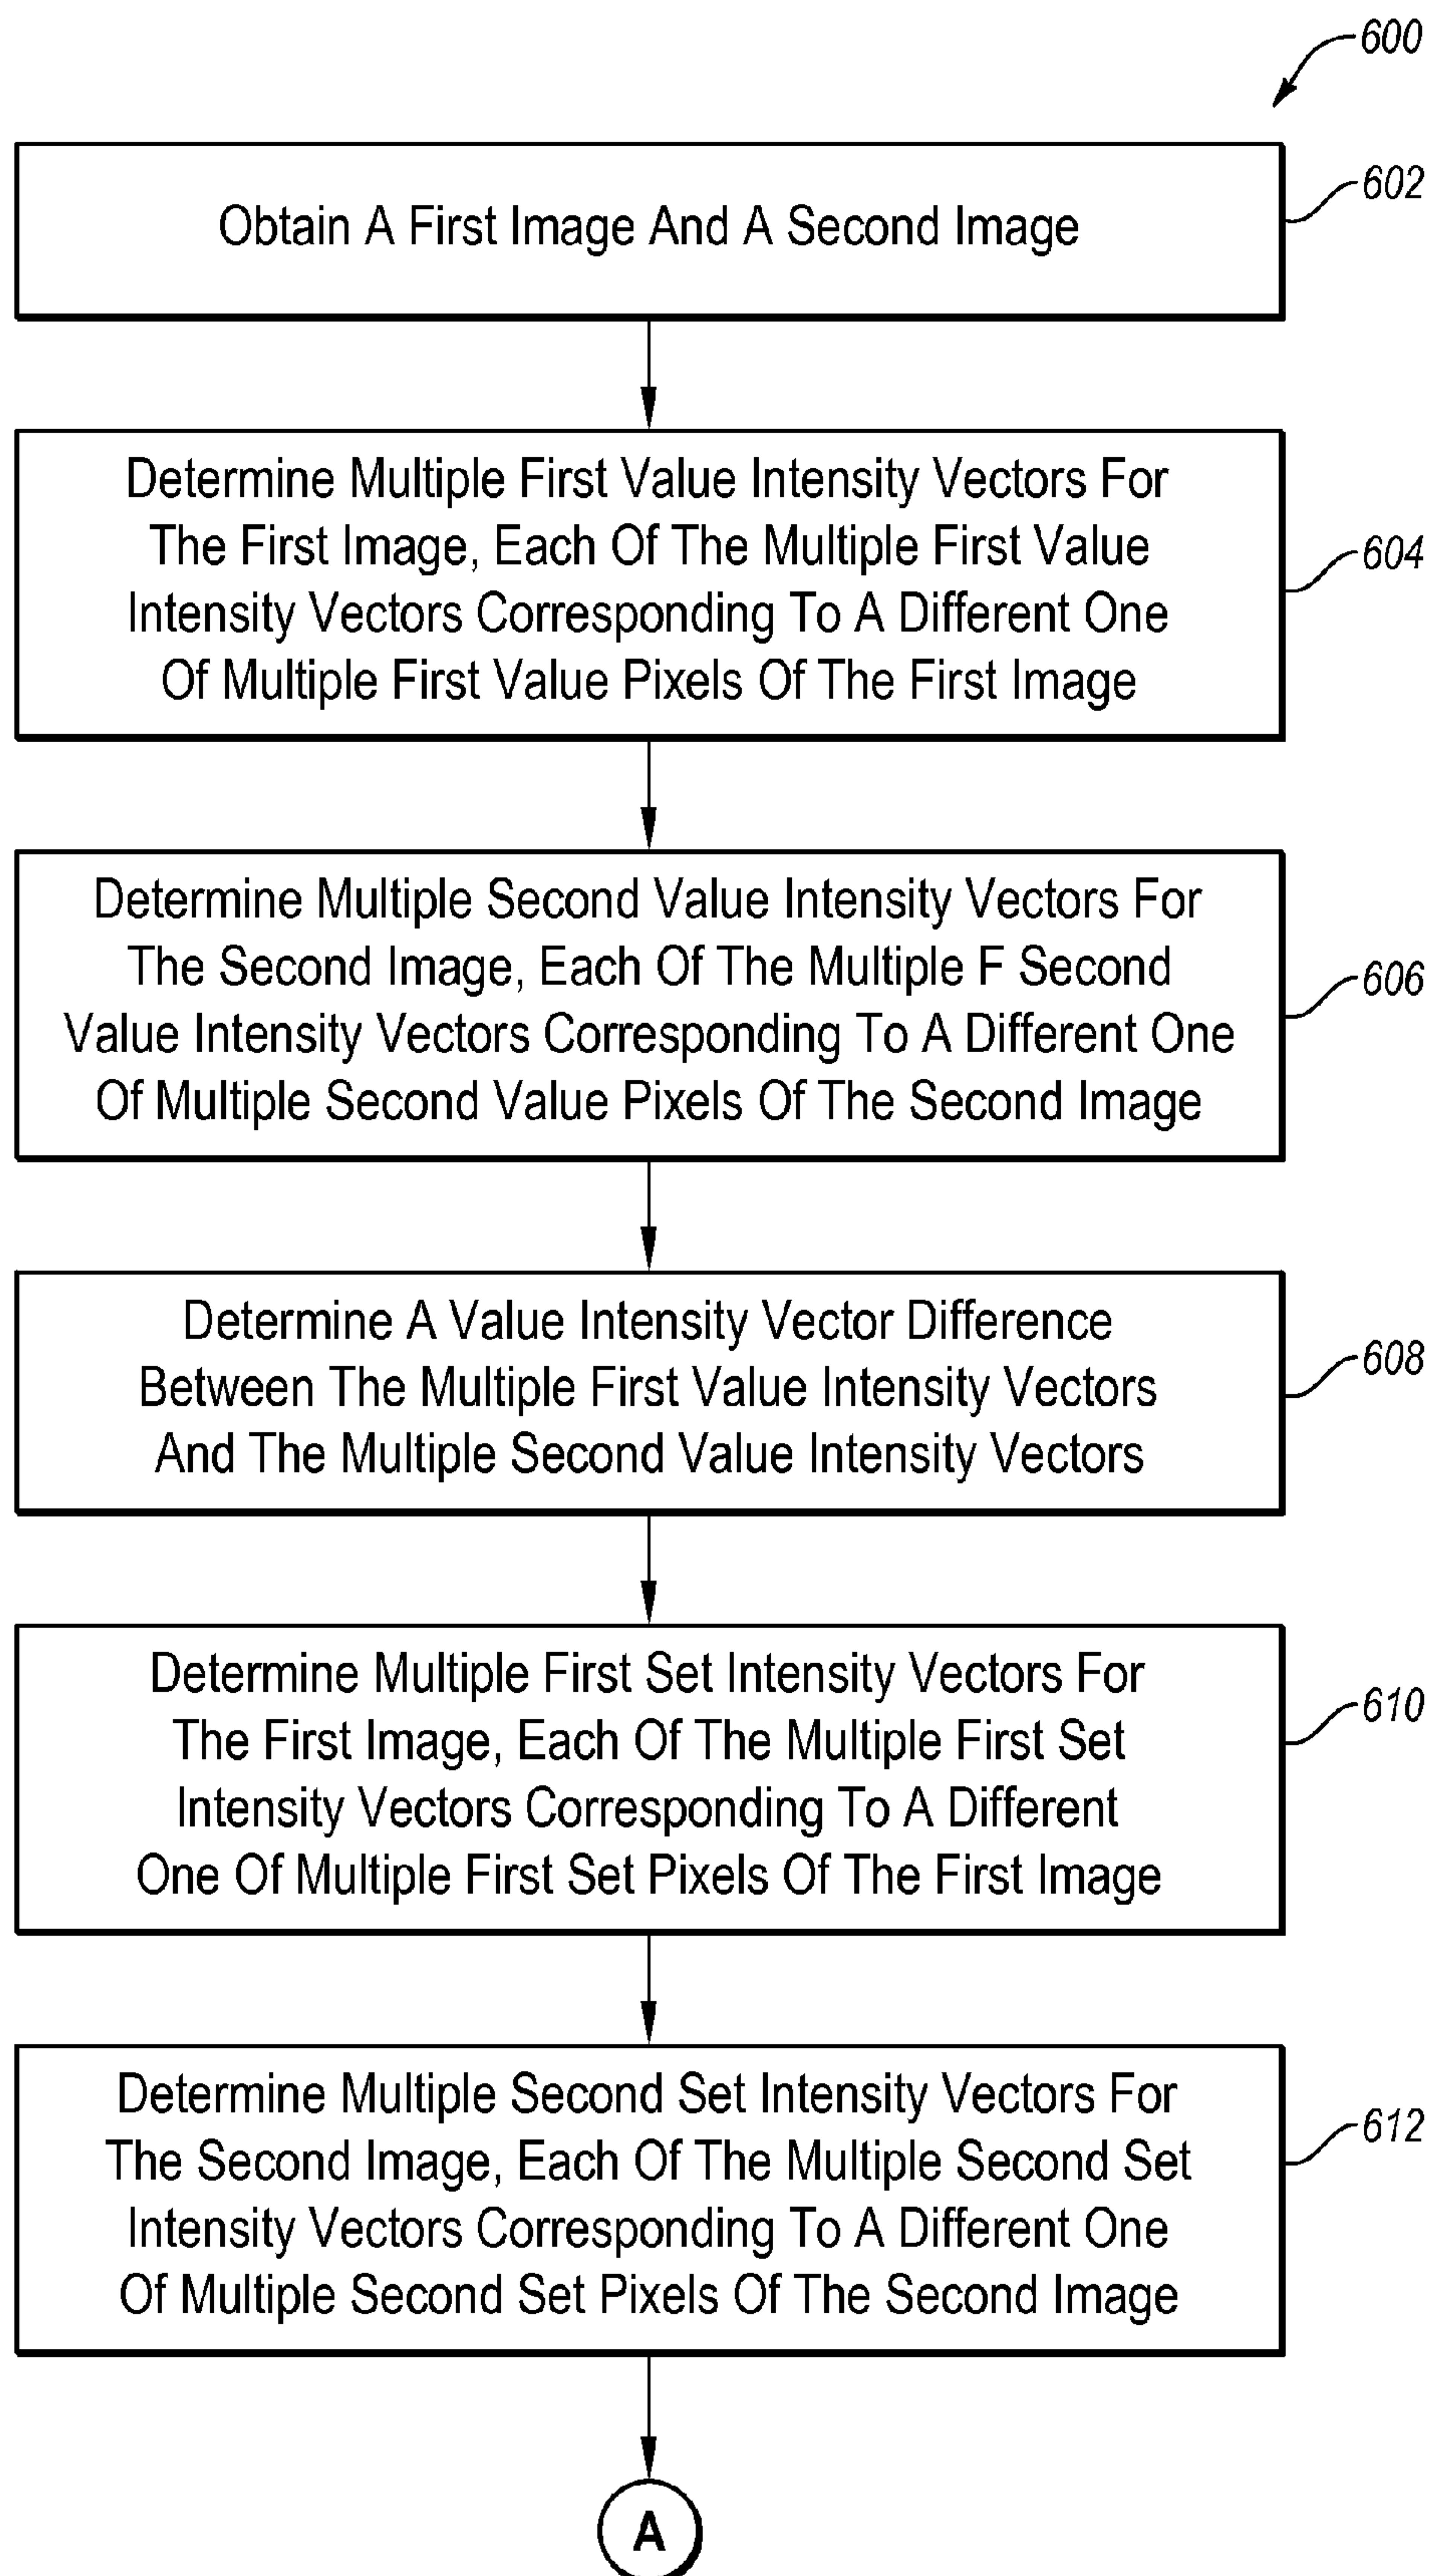 600
Obtain A First Image And A Second Image
602
Determine Multiple First Value Intensity Vectors For
The First Image, Each Of The Multiple First Value
Intensity Vectors Corresponding To A Different One
Of Multiple First Value Pixels Of The First Image
604
Determine Multiple Second Value Intensity Vectors For
The Second Image, Each Of The Multiple F Second
Value Intensity Vectors Corresponding To A Different One
Of Multiple Second Value Pixels Of The Second Image
606
Determine A Value Intensity Vector Difference
Between The Multiple First Value Intensity Vectors
And The Multiple Second Value Intensity Vectors
608
Determine Multiple First Set Intensity Vectors For
The First Image, Each Of The Multiple First Set
Intensity Vectors Corresponding To A Different
One Of Multiple First Set Pixels Of The First Image
610
Determine Multiple Second Set Intensity Vectors For
The Second Image, Each Of The Multiple Second Set
Intensity Vectors Corresponding To A Different One
Of Multiple Second Set Pixels Of The Second Image
612
A